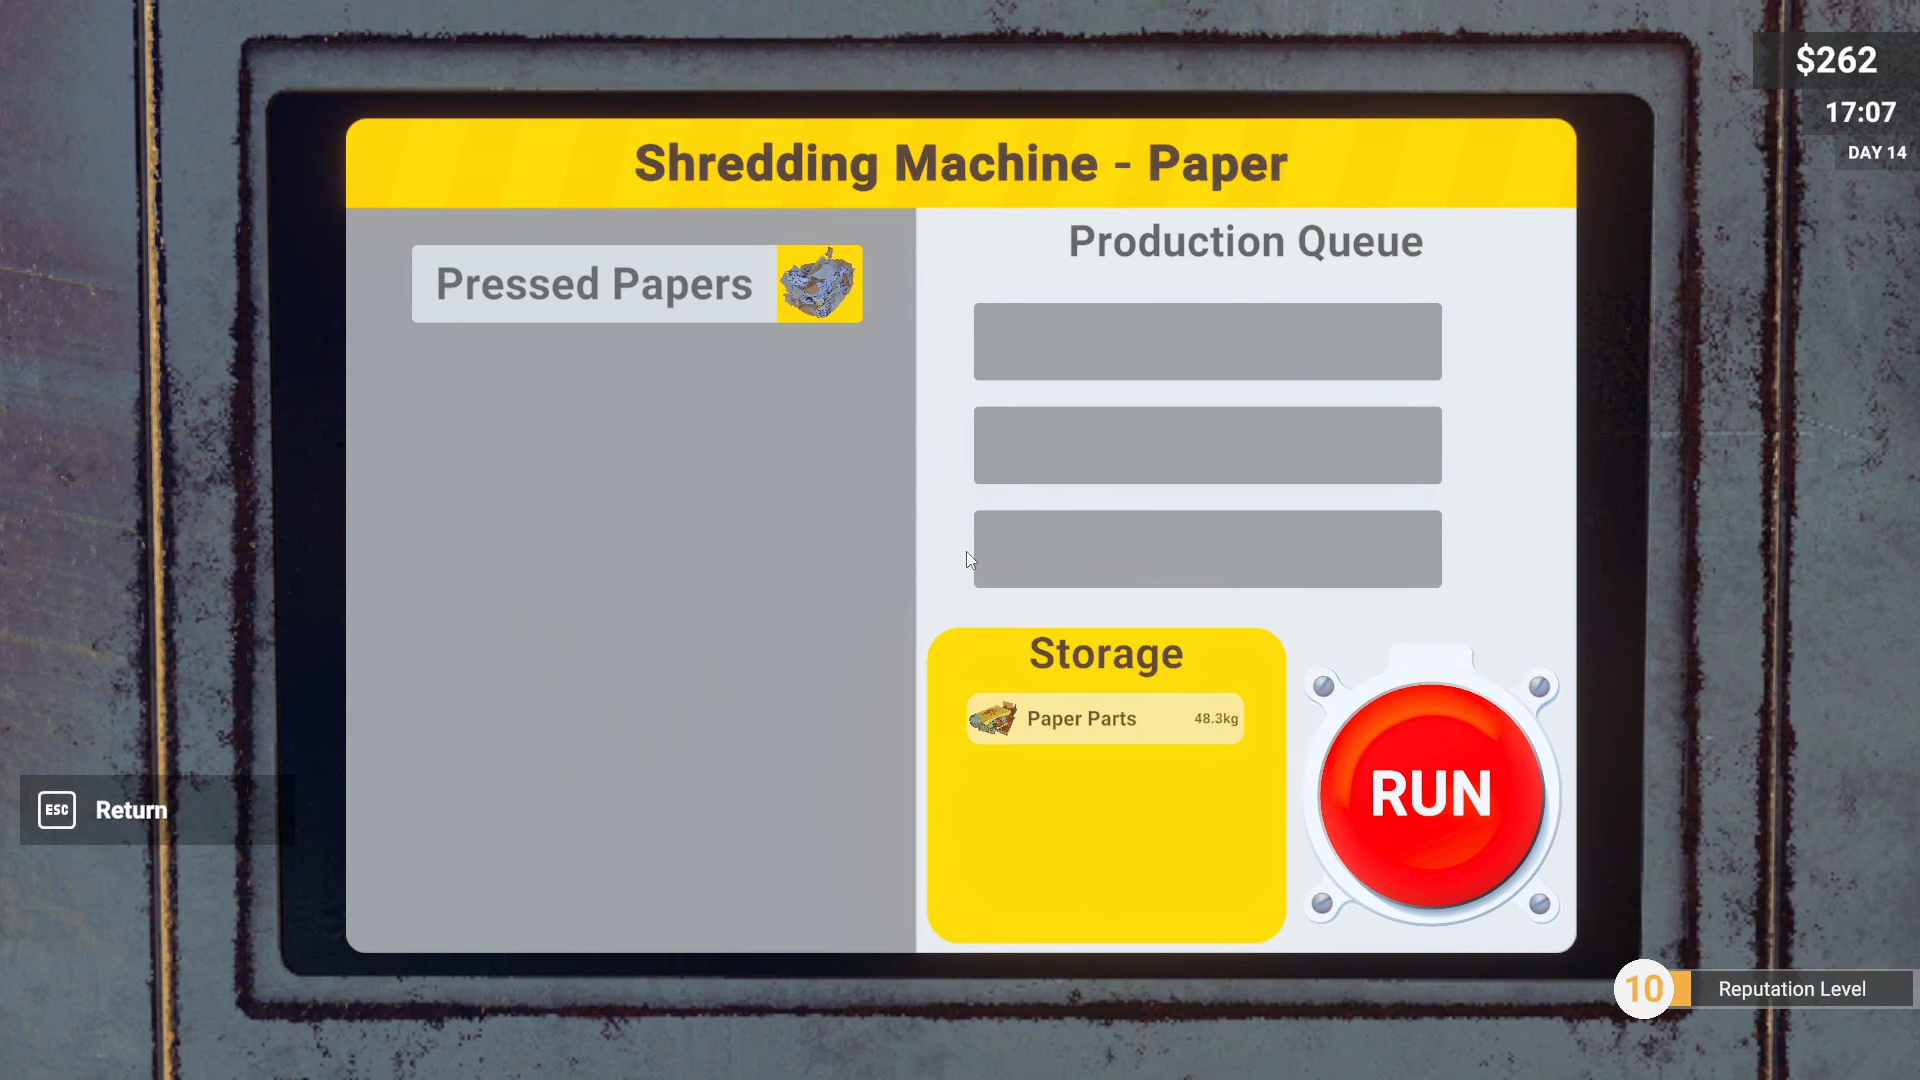 $262
17:07
DAY 14
Shredding Machine - Paper
Pressed Papers
Production Queue
Storage
Paper Parts 48.3kg
RUN
ESC Return
10 Reputation Level